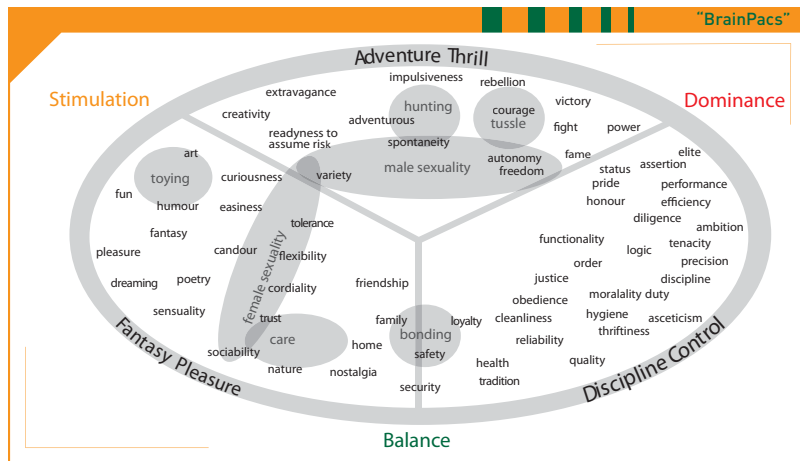 "BrainPacs"
Adventure Thrill
Stimulation
Dominance
impulsiveness
rebellion
extravagance
hunting
courage
tussle
victory
creativity
adventurous
readyness to
assume risk
spontaneity
fight
power
male sexuality
autonomy
freedom
fame
elite
assertion
status
pride
performance
honour
efficiency
diligence
ambition
art
toying
curiousness
variety
fun
humour
easiness
tolerance
fantasy
pleasure
candour
flexibility
female sexuality
dreaming
poetry
cordiality
friendship
sensuality
trust
family
bonding
loyalty
sociability
care
home
safety
nature
nostalgia
security
functionality
logic
tenacity
order
precision
justice
discipline
obedience
morality duty
cleanliness
hygiene
asceticism
thriftiness
reliability
health
quality
tradition
Fantasy Pleasure
Discipline Control
Balance